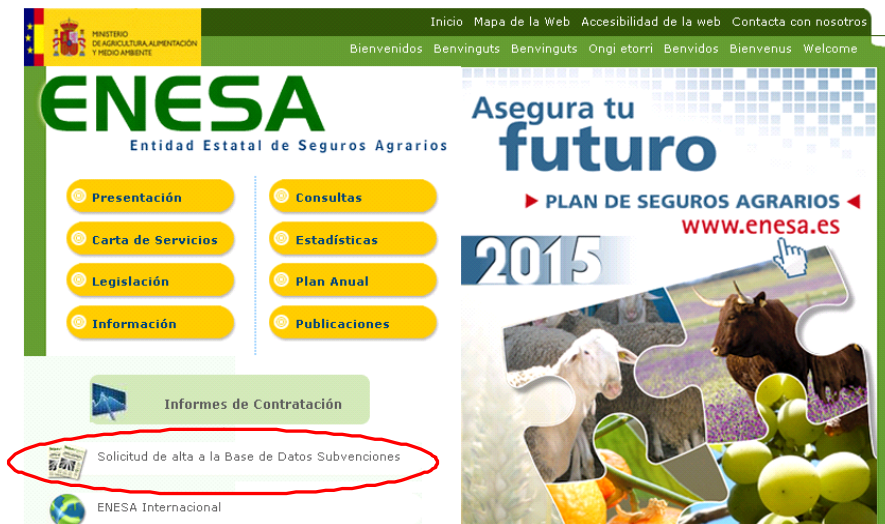 Inicio Mapa de la Web Accesibilidad de la web Contacta con nosotros
MINISTERIO
DE AGRICULTURA, ALIMENTACIÓN
Y MEDIO AMBIENTE
Bienvenidos Benvinguts Benvinguts Ongi etorri Benvidos Bienvenus Welcome
ENESA
Entidad Estatal de Seguros Agrarios
Presentación
Consultas
Carta de Servicios
Estadísticas
Legislación
Plan Anual
Información
Publicaciones
Informes de Contratación
Solicitud de alta a la Base de Datos Subvenciones
ENESA Internacional
Asegura tu
futuro
PLAN DE SEGUROS AGRARIOS
www.enesa.es
2015